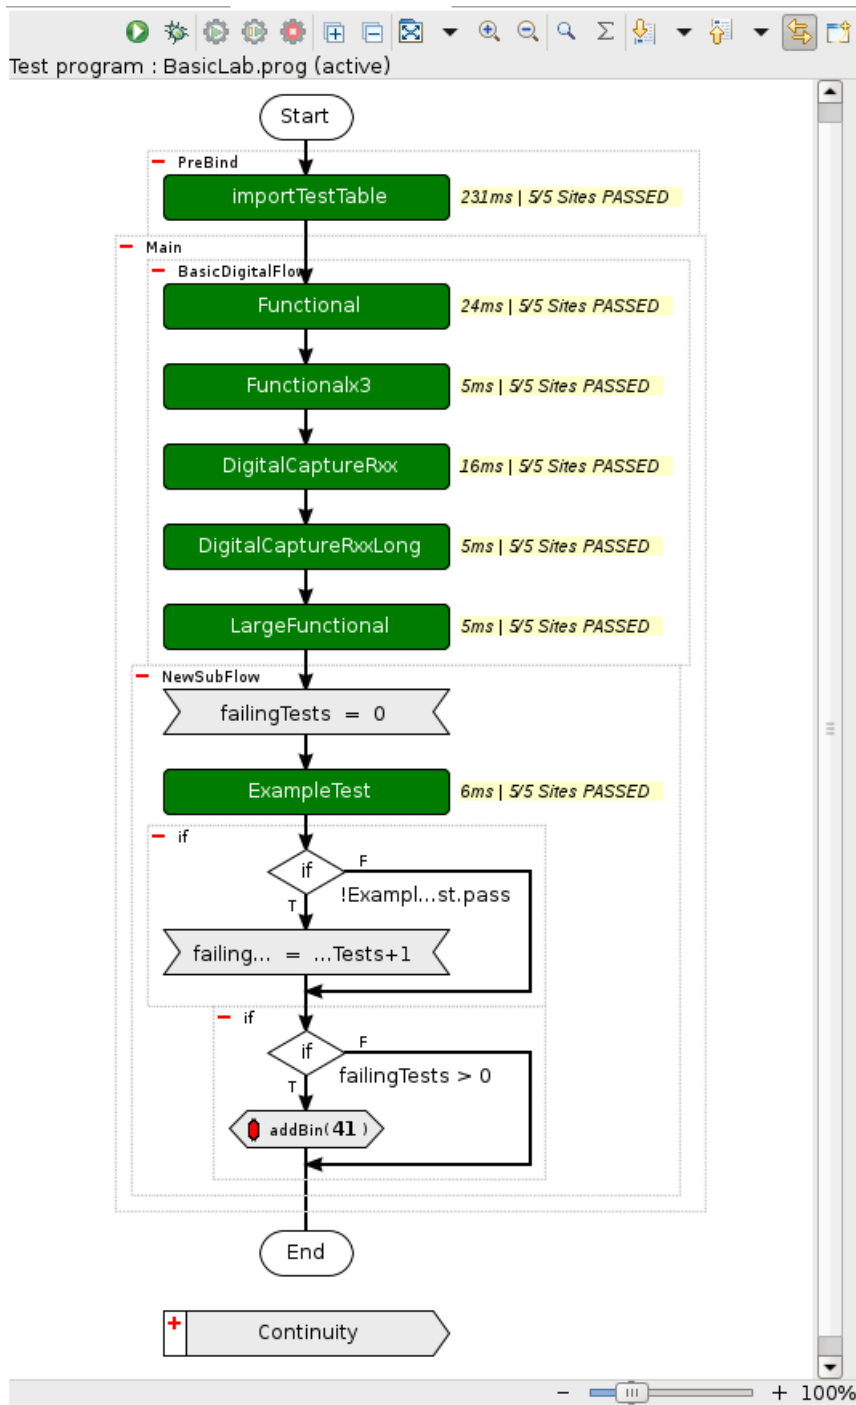 Test program : BasicLab.prog (active)
Start
PreBind
importTestTable 231ms | 5/5 Sites PASSED
Main
BasicDigitalFlow
Functional 24ms | 5/5 Sites PASSED
Functionalx3 5ms | 5/5 Sites PASSED
DigitalCaptureRxx 16ms | 5/5 Sites PASSED
DigitalCaptureRxxLong 5ms | 5/5 Sites PASSED
LargeFunctional 5ms | 5/5 Sites PASSED
NewSubFlow
failingTests = 0
ExampleTest 6ms | 5/5 Sites PASSED
if
if F
!Exampl...st.pass
T
failing... = ...Tests+1
if
if F
failingTests > 0
T
addBin(41)
End
+ Continuity
− + 100%